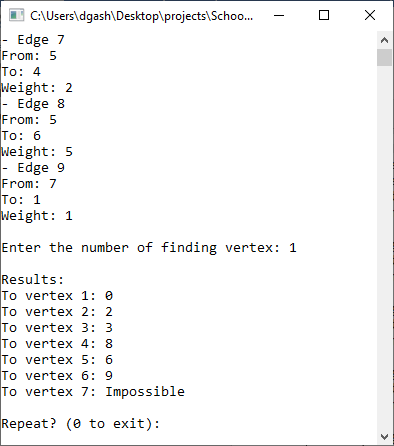 C:\Users\dgash\Desktop\projects\Schoo...
- Edge 7
From: 5
To: 4
Weight: 2
- Edge 8
From: 5
To: 6
Weight: 5
- Edge 9
From: 7
To: 1
Weight: 1
Enter the number of finding vertex: 1
Results:
To vertex 1: 0
To vertex 2: 2
To vertex 3: 3
To vertex 4: 8
To vertex 5: 6
To vertex 6: 9
To vertex 7: Impossible
Repeat? (0 to exit):